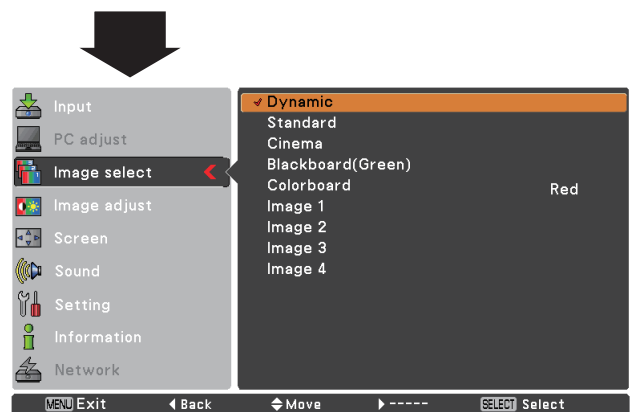 Input
PC adjust
Image select
Image adjust
Screen
Sound
Setting
Information
Network
Dynamic
Standard
Cinema
Blackboard(Green)
Colorboard Red
Image 1
Image 2
Image 3
Image 4
MENU Exit Back Move ----- SELECT Select